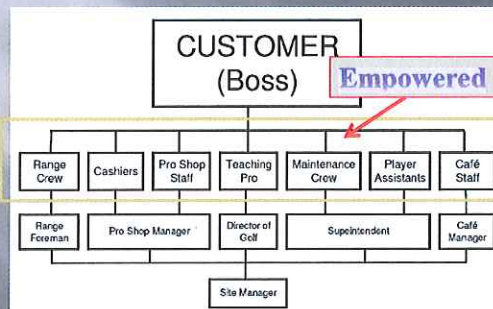 CUSTOMER
(Boss)
Empowered
Range
Crew
Cashiers
Pro Shop
Staff
Teaching
Pro
Maintenance
Crew
Player
Assistants
Café
Staff
Range
Foreman
Pro Shop Manager
Director of
Golf
Supeintendent
Café
Manager
Site Manager